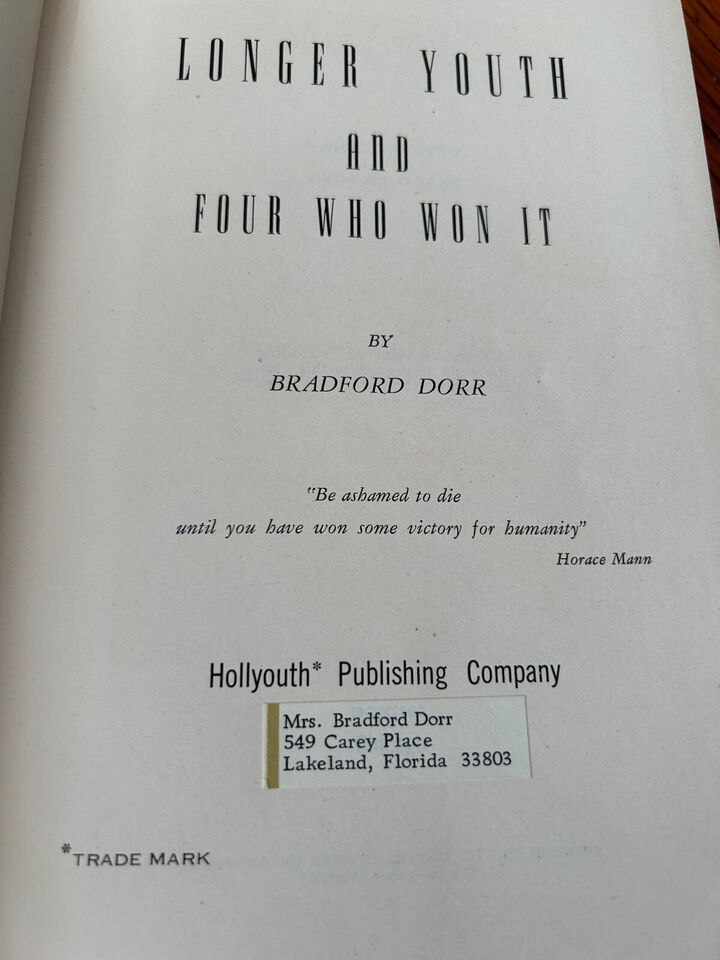 LONGER YOUTH
AND
FOUR WHO WON IT
BY
BRADFORD DORR
"Be ashamed to die
until you have won some victory for humanity"
Horace Mann
Hollyouth* Publishing Company
Mrs. Bradford Dorr
549 Carey Place
Lakeland, Florida 33803
*TRADE MARK